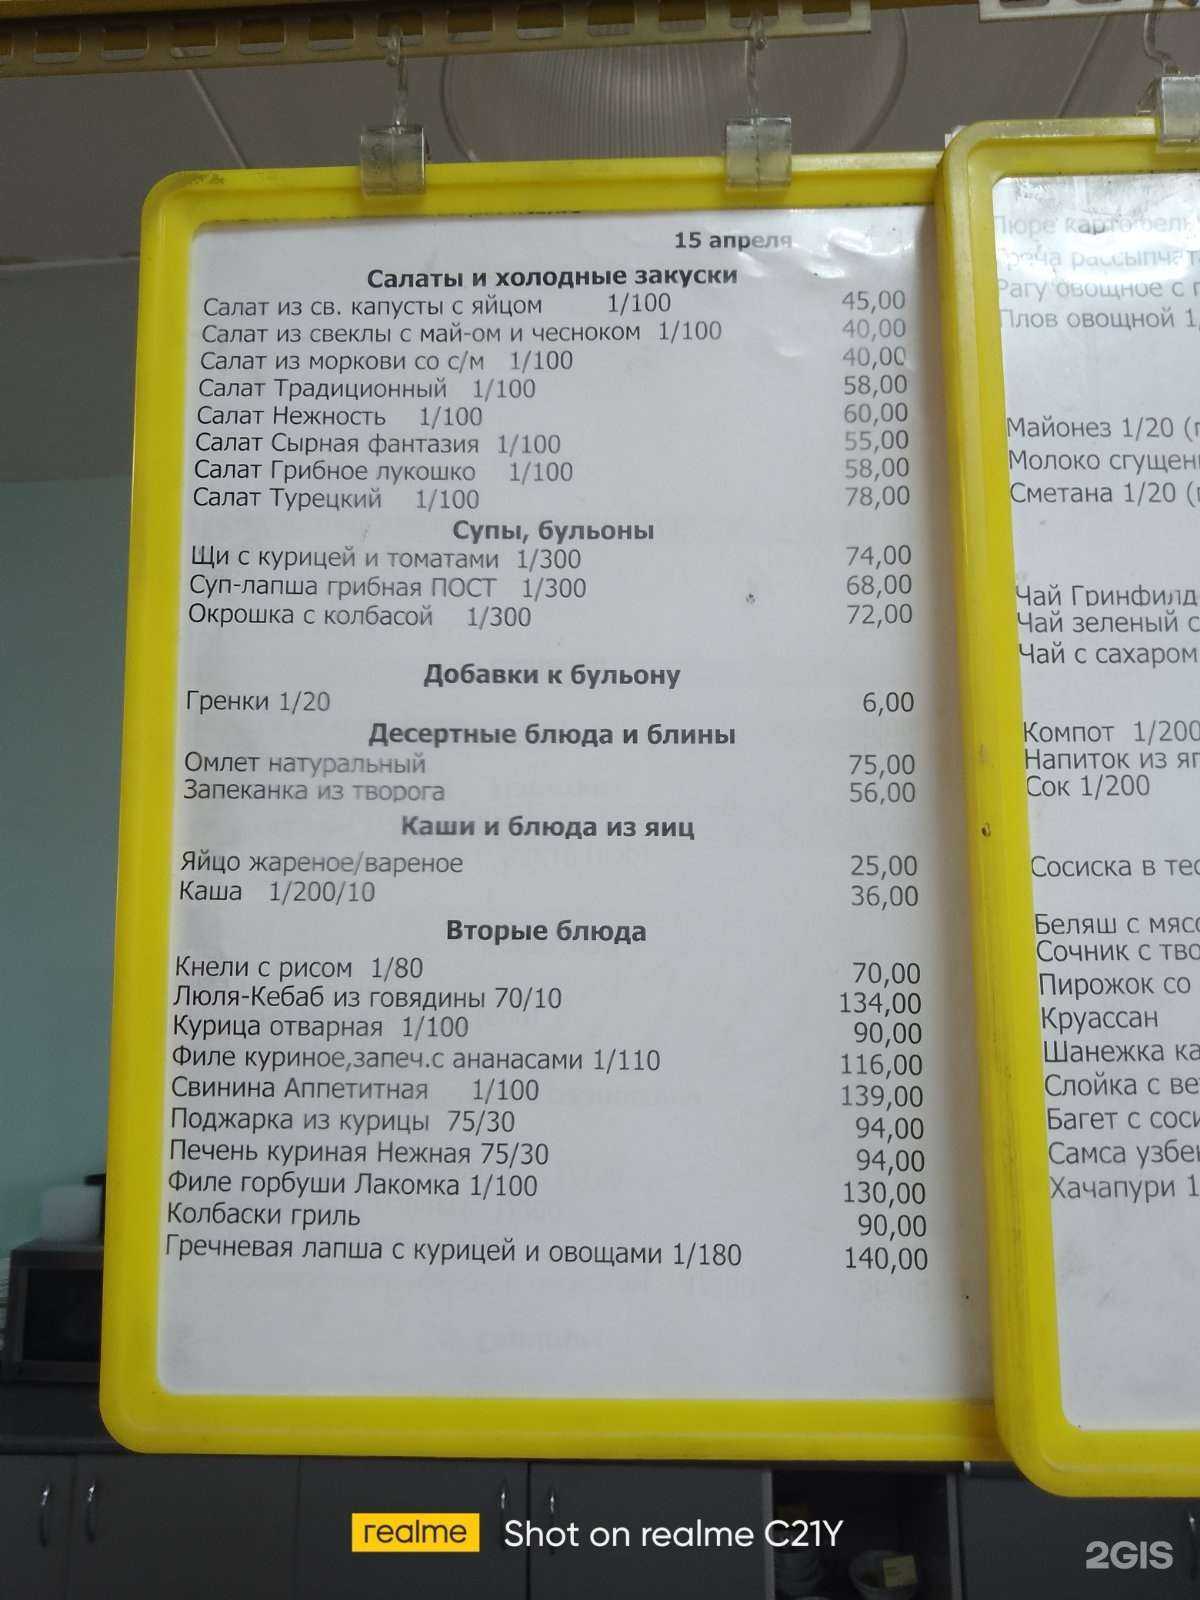 15 апреля
Салаты и холодные закуски
Салат из св. капусты с яйцом 1/100 45,00
Салат из свеклы с май-ом и чесноком 1/100 40,00
Салат из моркови со с/м 1/100 40,00
Салат Традиционный 1/100 58,00
Салат Нежность 1/100 60,00
Салат Сырная фантазия 1/100 55,00
Салат Грибное лукошко 1/100 58,00
Салат Турецкий 1/100 78,00
Супы, бульоны
Щи с курицей и томатами 1/300 74,00
Суп-лапша грибная ПОСТ 1/300 68,00
Окрошка с колбасой 1/300 72,00
Добавки к бульону
Гренки 1/20 6,00
Десертные блюда и блины
Омлет натуральный 75,00
Запеканка из творога 56,00
Каши и блюда из яиц
Яйцо жареное/вареное 25,00
Каша 1/200/10 36,00
Вторые блюда
Кнели с рисом 1/80 70,00
Люля-Кебаб из говядины 70/10 134,00
Курица отварная 1/100 90,00
Филе куриное,запеч.с ананасами 1/110 116,00
Свинина Аппетитная 1/100 139,00
Поджарка из курицы 75/30 94,00
Печень куриная Нежная 75/30 94,00
Филе горбуши Лакомка 1/100 130,00
Колбаски гриль 90,00
Гречневая лапша с курицей и овощами 1/180 140,00
Рагу овощное с
Плов овощной
Майонез 1/20
Молоко
Сметана 1/20
Чай Гринфилд
Чай зеленый с
Чай с сахаром
Компот 1/200
Напиток из
Сок 1/200
Сосиска в
Беляш с
Сочник с
Пирожок со
Круассан
Шанежка
Слойка с
Багет с
Самса
Хачапури
realme Shot on realme C21Y
2GIS